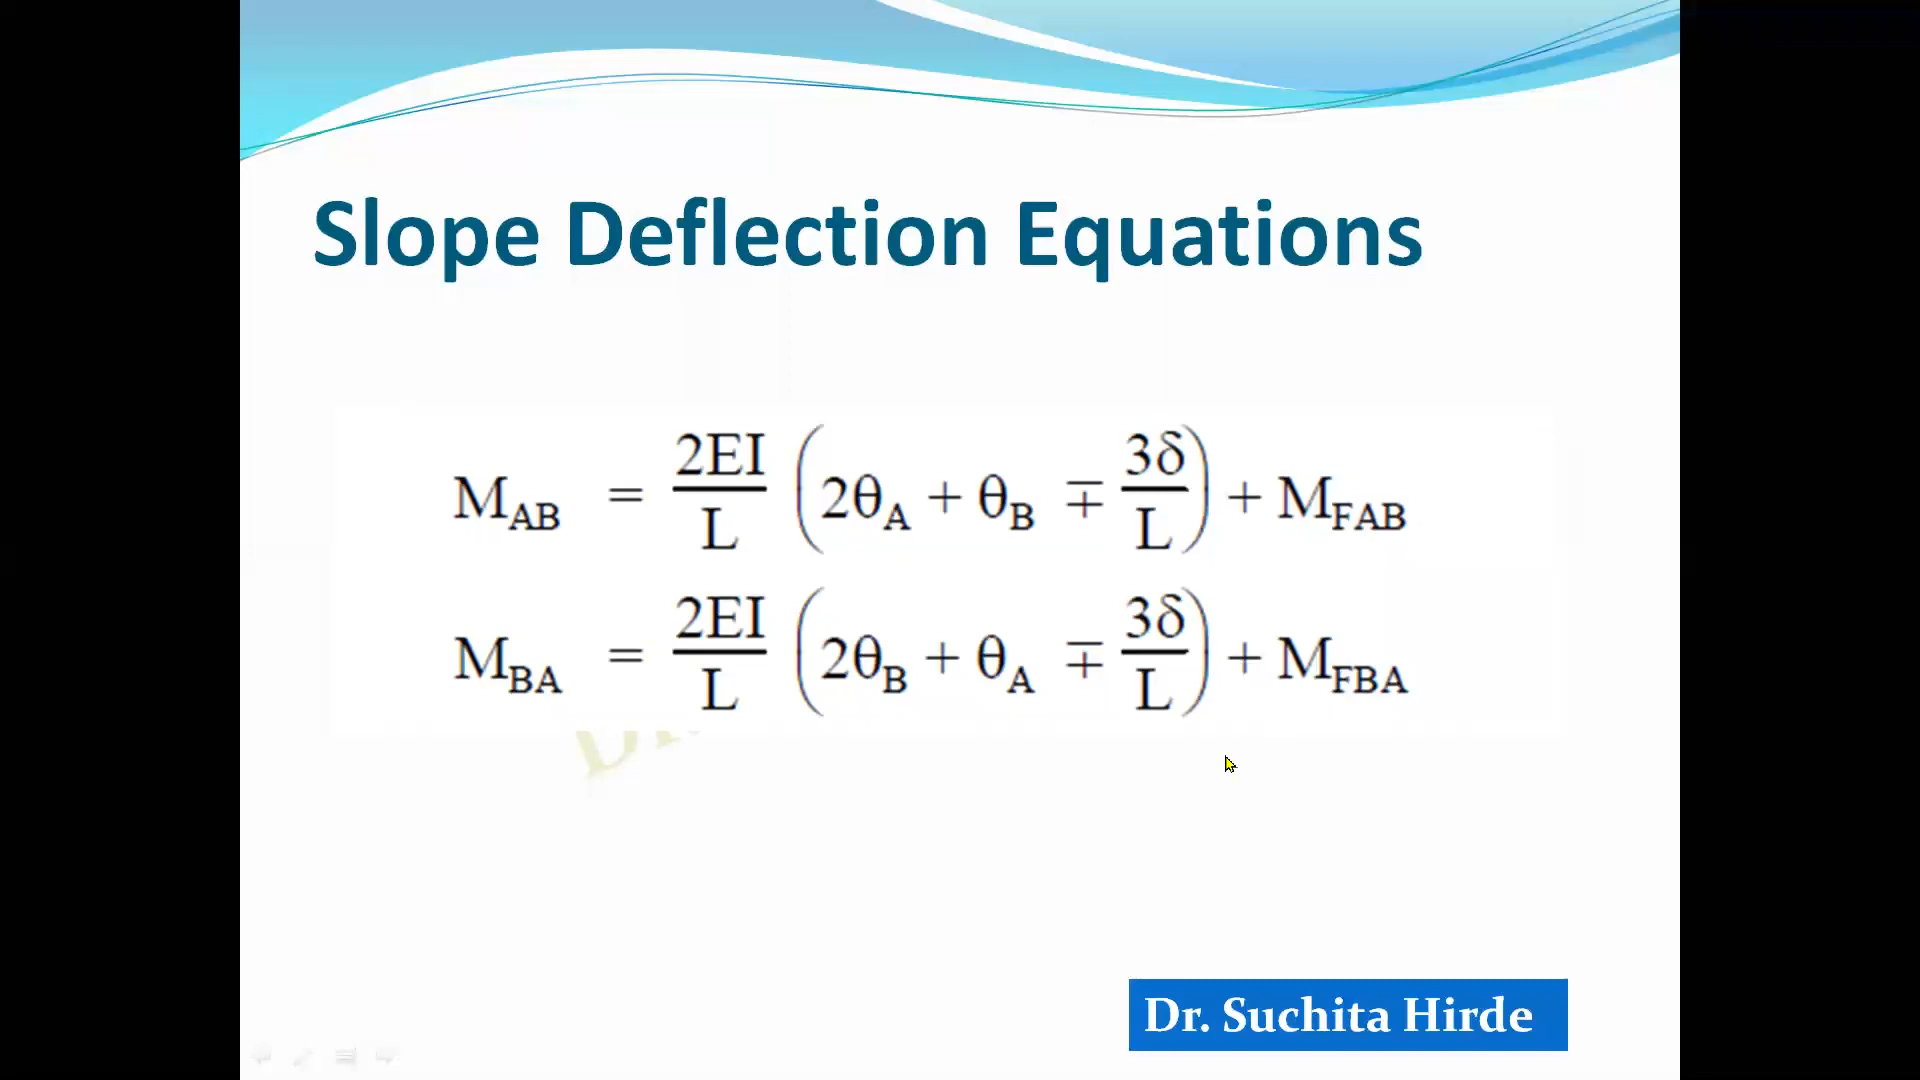 Slope Deflection Equations
M_AB = 2EI/L (2θ_A + θ_B ∓ 3δ/L) + M_FAB
M_BA = 2EI/L (2θ_B + θ_A ∓ 3δ/L) + M_FBA
Dr. Suchita Hirde